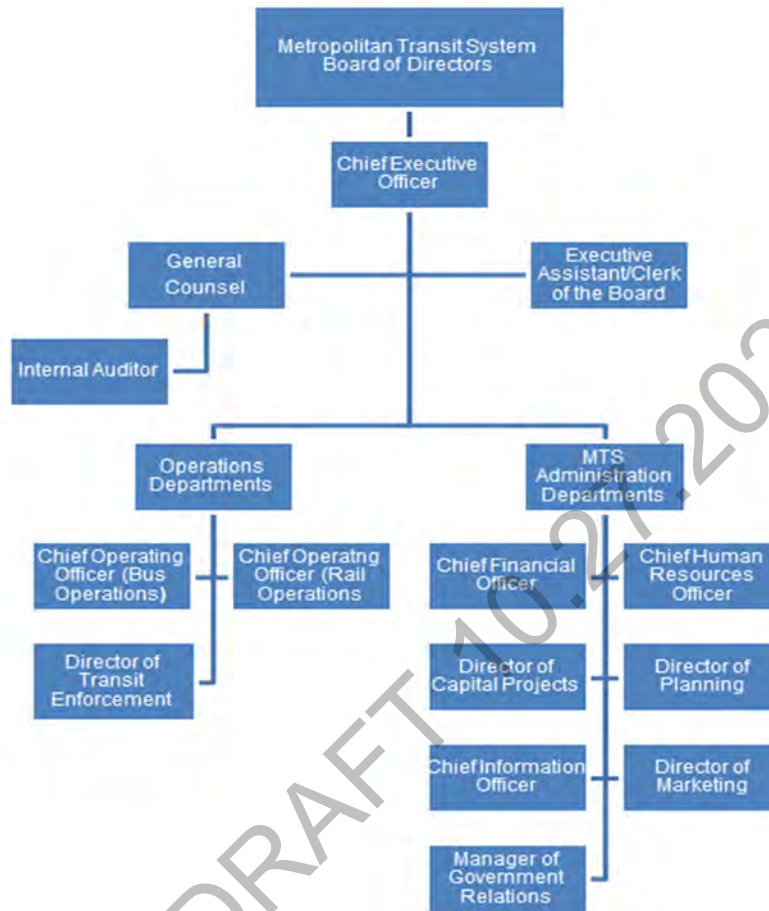 Metropolitan Transit System
Board of Directors
Chief Executive
Officer
General
Counsel
Executive
Assistant/Clerk
of the Board
Internal Auditor
Operations
Departments
MTS
Administration
Departments
Chief Operating
Officer (Bus
Operations)
Chief Operatng
Officer (Rail
Operations
Chief Financial
Officer
Chief Human
Resources
Officer
Director of
Transit
Enforcement
Director of
Capital Projects
Director of
Planning
Chief Information
Officer
Director of
Marketing
Manager of
Government
Relations
DRAFT